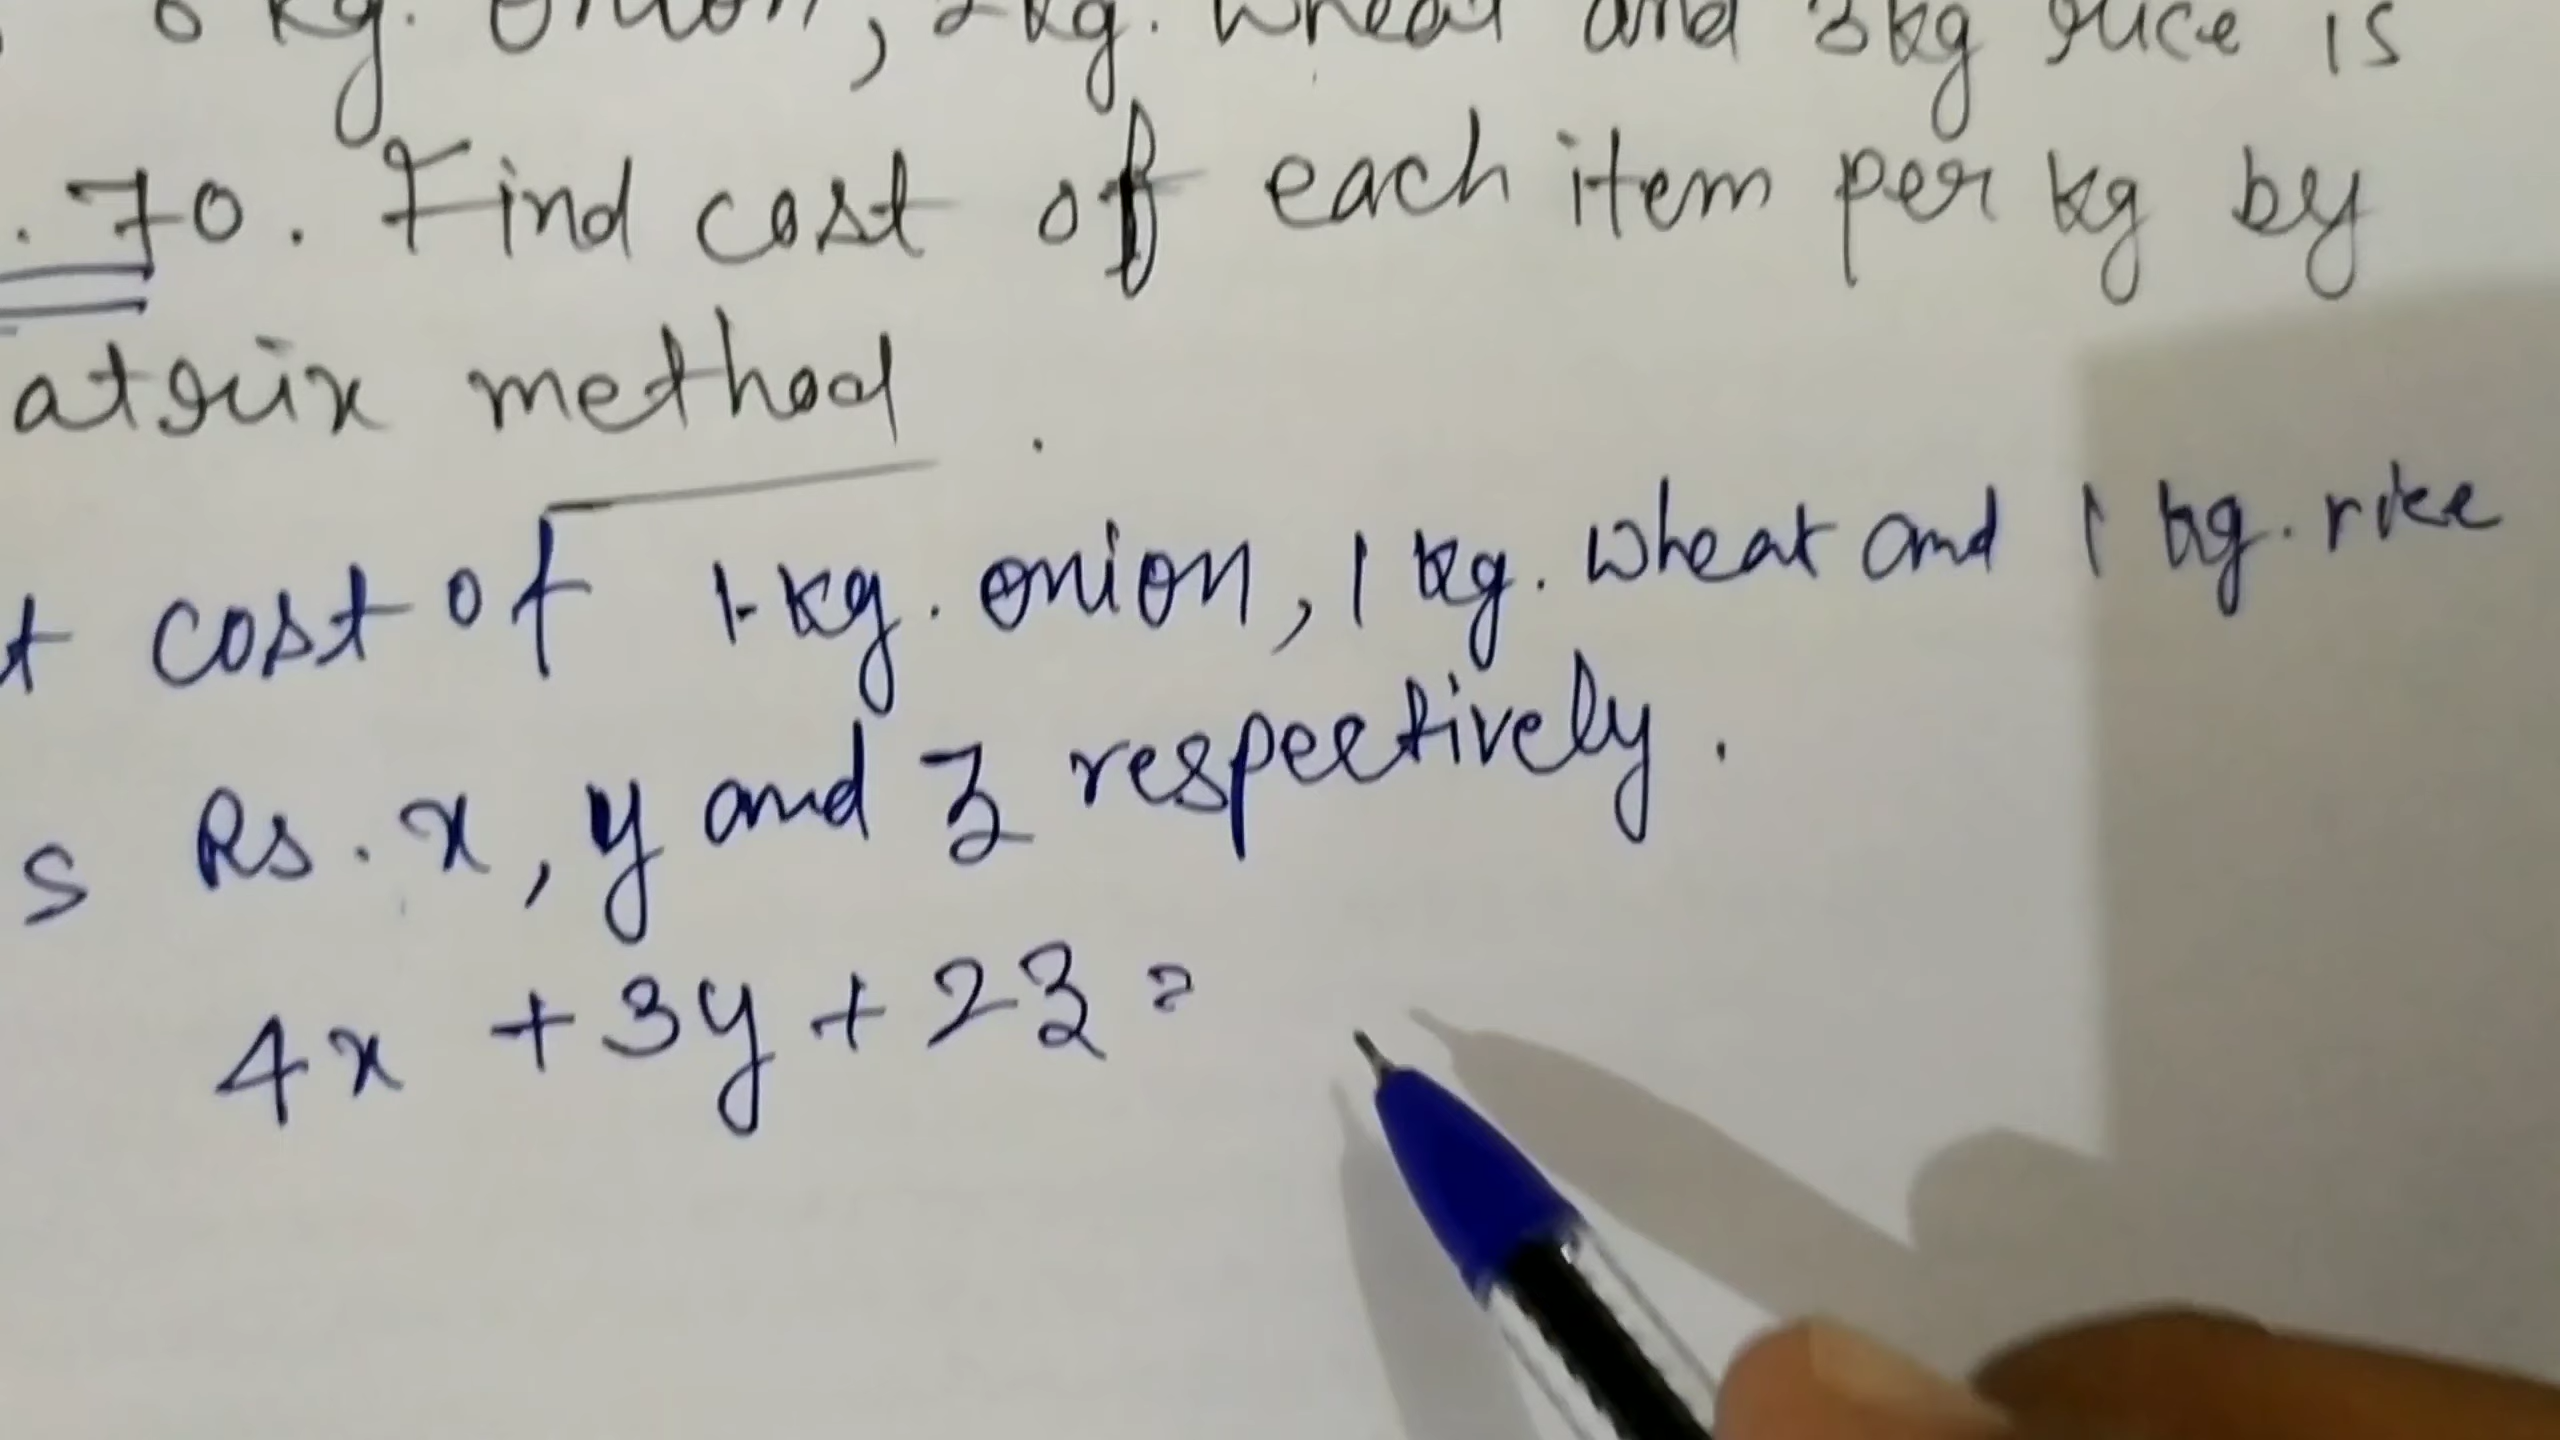 6 kg. onion, 2 kg. wheat and 3 kg rice is
. 70. Find cost of each item per kg by
atrix method.
t cost of 1 kg. onion, 1 kg. wheat and 1 kg. rice
s Rs. x, y and z respectively.
4x + 3y + 2z =